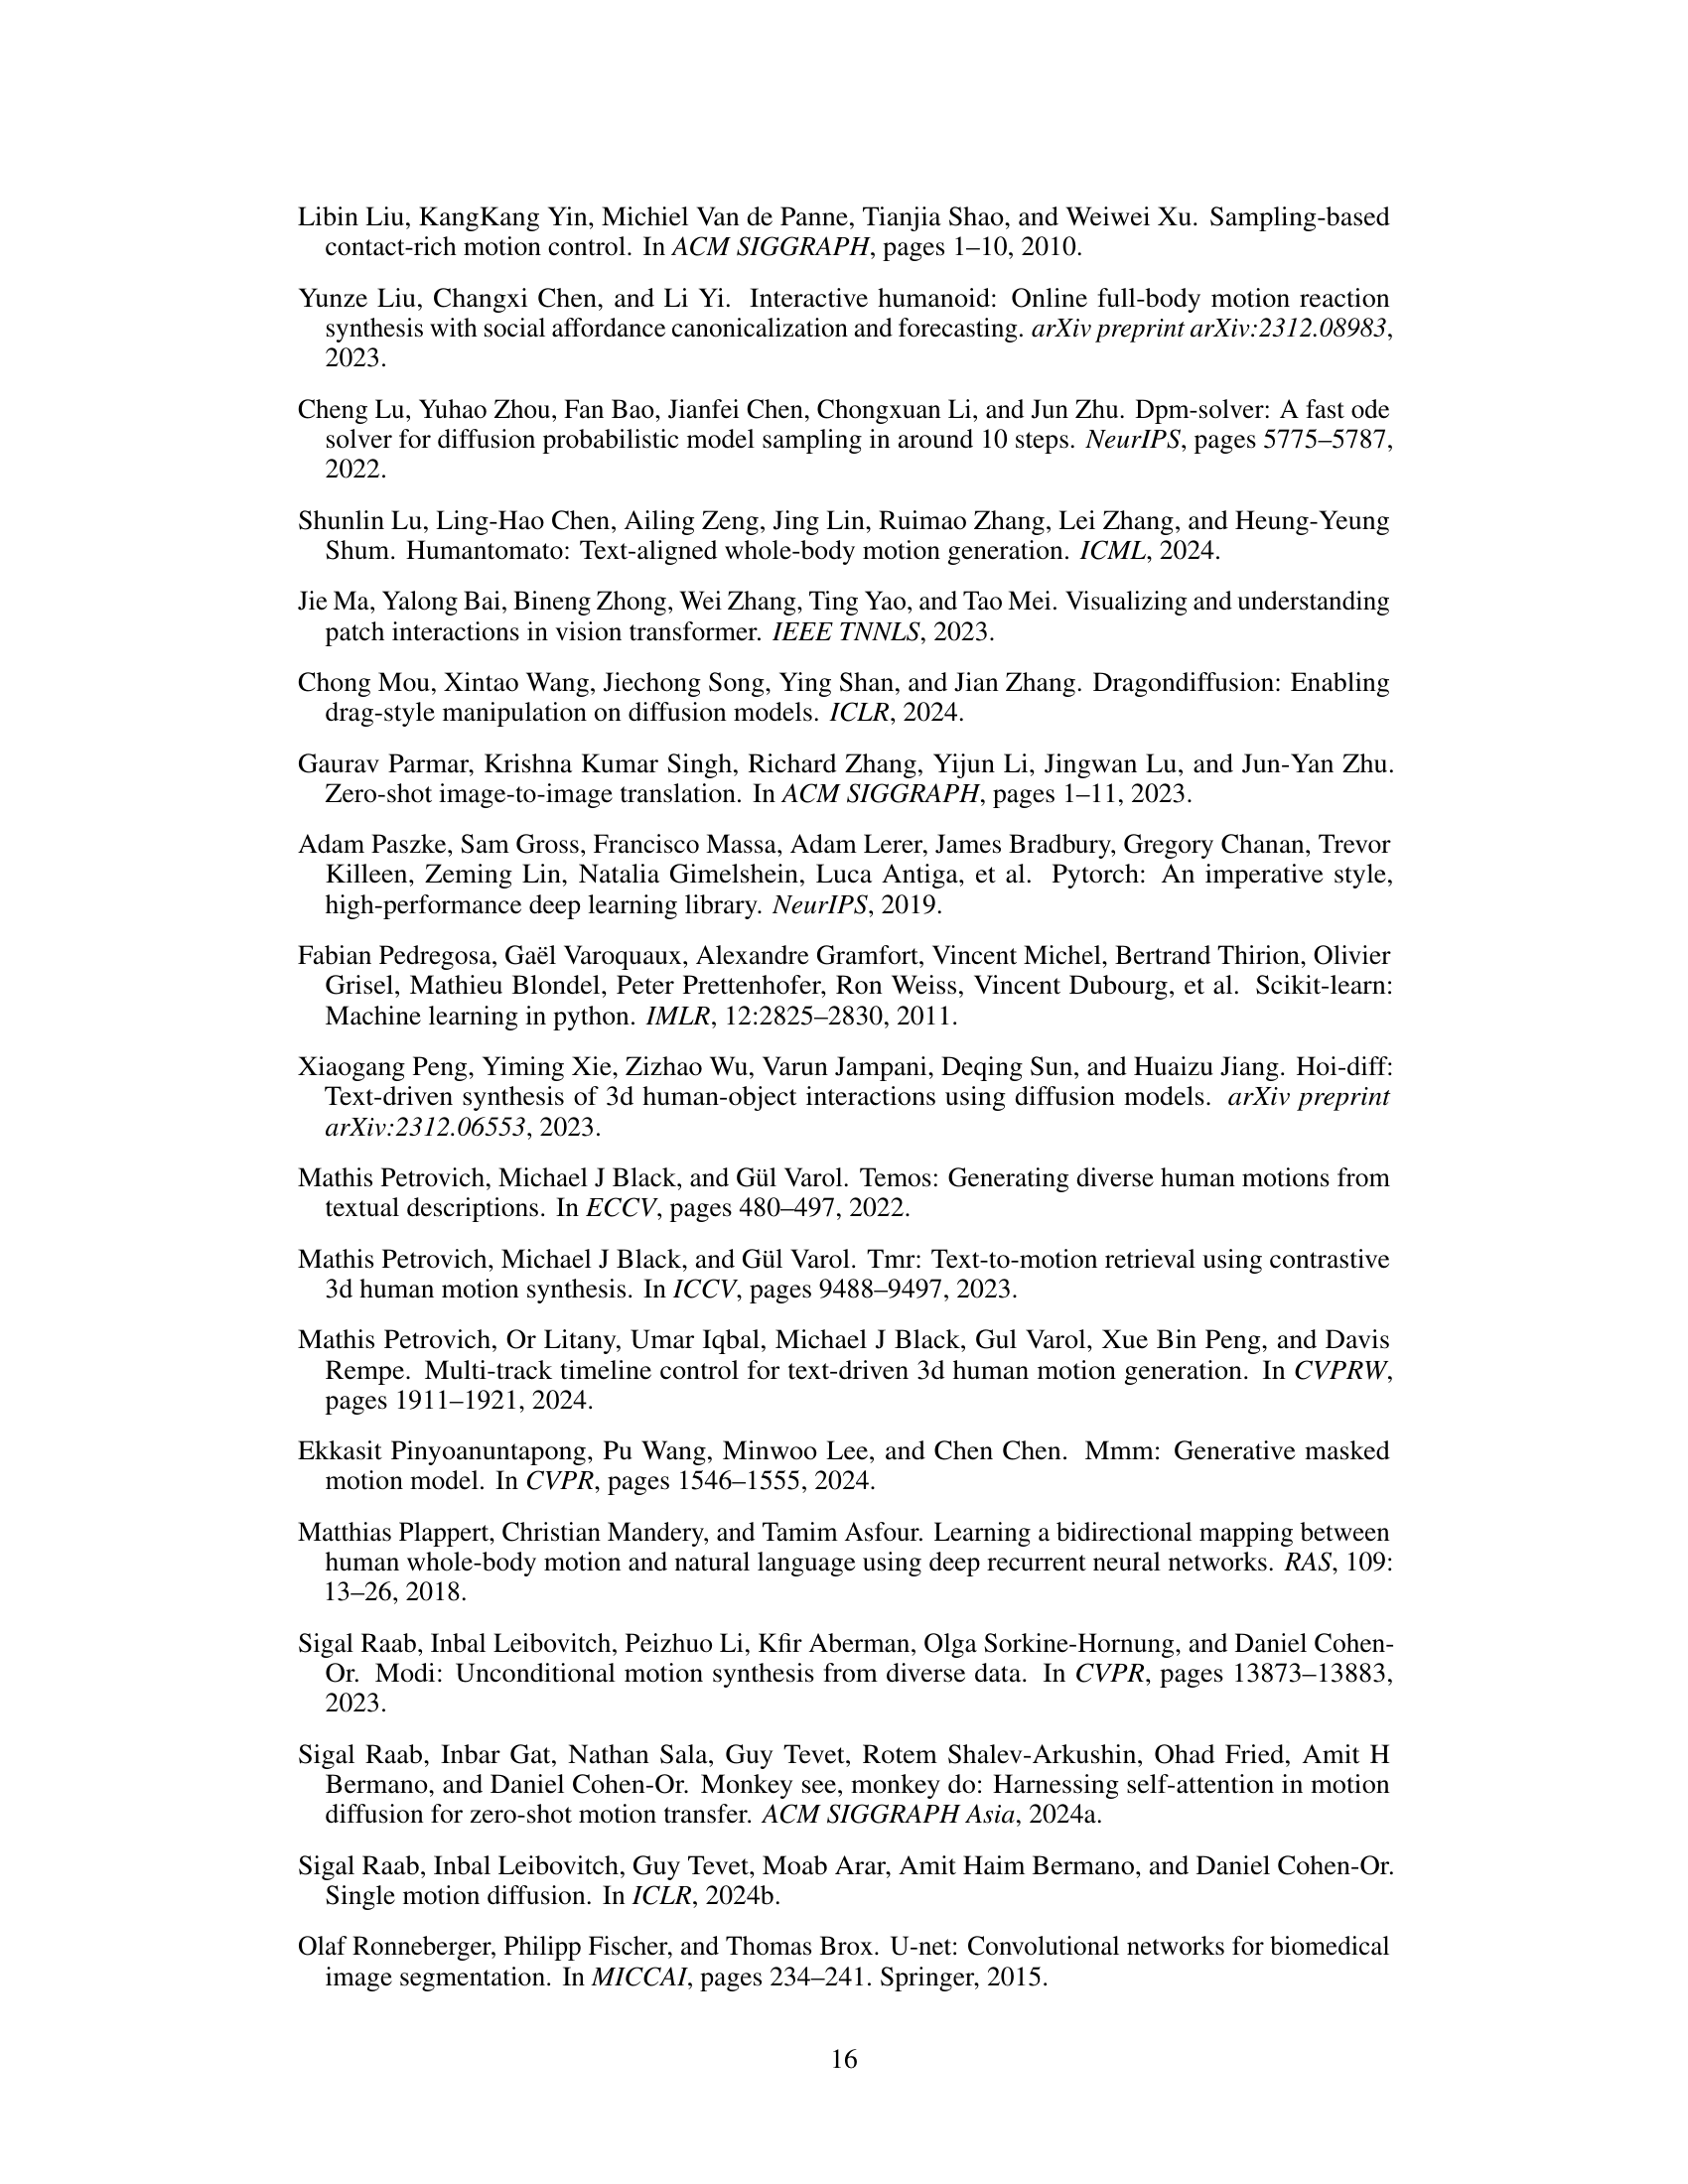 Libin Liu, KangKang Yin, Michiel Van de Panne, Tianjia Shao, and Weiwei Xu. Sampling-based
contact-rich motion control. In ACM SIGGRAPH, pages 1–10, 2010.
Yunze Liu, Changxi Chen, and Li Yi. Interactive humanoid: Online full-body motion reaction
synthesis with social affordance canonicalization and forecasting. arXiv preprint arXiv:2312.08983,
2023.
Cheng Lu, Yuhao Zhou, Fan Bao, Jianfei Chen, Chongxuan Li, and Jun Zhu. Dpm-solver: A fast ode
solver for diffusion probabilistic model sampling in around 10 steps. NeurIPS, pages 5775–5787,
2022.
Shunlin Lu, Ling-Hao Chen, Ailing Zeng, Jing Lin, Ruimao Zhang, Lei Zhang, and Heung-Yeung
Shum. Humantomato: Text-aligned whole-body motion generation. ICML, 2024.
Jie Ma, Yalong Bai, Bineng Zhong, Wei Zhang, Ting Yao, and Tao Mei. Visualizing and understanding
patch interactions in vision transformer. IEEE TNNLS, 2023.
Chong Mou, Xintao Wang, Jiechong Song, Ying Shan, and Jian Zhang. Dragondiffusion: Enabling
drag-style manipulation on diffusion models. ICLR, 2024.
Gaurav Parmar, Krishna Kumar Singh, Richard Zhang, Yijun Li, Jingwan Lu, and Jun-Yan Zhu.
Zero-shot image-to-image translation. In ACM SIGGRAPH, pages 1–11, 2023.
Adam Paszke, Sam Gross, Francisco Massa, Adam Lerer, James Bradbury, Gregory Chanan, Trevor
Killeen, Zeming Lin, Natalia Gimelshein, Luca Antiga, et al. Pytorch: An imperative style,
high-performance deep learning library. NeurIPS, 2019.
Fabian Pedregosa, Gaël Varoquaux, Alexandre Gramfort, Vincent Michel, Bertrand Thirion, Olivier
Grisel, Mathieu Blondel, Peter Prettenhofer, Ron Weiss, Vincent Dubourg, et al. Scikit-learn:
Machine learning in python. JMLR, 12:2825–2830, 2011.
Xiaogang Peng, Yiming Xie, Zizhao Wu, Varun Jampani, Deqing Sun, and Huaizu Jiang. Hoi-diff:
Text-driven synthesis of 3d human-object interactions using diffusion models. arXiv preprint
arXiv:2312.06553, 2023.
Mathis Petrovich, Michael J Black, and Gül Varol. Temos: Generating diverse human motions from
textual descriptions. In ECCV, pages 480–497, 2022.
Mathis Petrovich, Michael J Black, and Gül Varol. Tmr: Text-to-motion retrieval using contrastive
3d human motion synthesis. In ICCV, pages 9488–9497, 2023.
Mathis Petrovich, Or Litany, Umar Iqbal, Michael J Black, Gul Varol, Xue Bin Peng, and Davis
Rempe. Multi-track timeline control for text-driven 3d human motion generation. In CVPRW,
pages 1911–1921, 2024.
Ekkasit Pinyoanuntapong, Pu Wang, Minwoo Lee, and Chen Chen. Mmm: Generative masked
motion model. In CVPR, pages 1546–1555, 2024.
Matthias Plappert, Christian Mandery, and Tamim Asfour. Learning a bidirectional mapping between
human whole-body motion and natural language using deep recurrent neural networks. RAS, 109:
13–26, 2018.
Sigal Raab, Inbal Leibovitch, Peizhuo Li, Kfir Aberman, Olga Sorkine-Hornung, and Daniel Cohen-
Or. Modi: Unconditional motion synthesis from diverse data. In CVPR, pages 13873–13883,
2023.
Sigal Raab, Inbar Gat, Nathan Sala, Guy Tevet, Rotem Shalev-Arkushin, Ohad Fried, Amit H
Bermano, and Daniel Cohen-Or. Monkey see, monkey do: Harnessing self-attention in motion
diffusion for zero-shot motion transfer. ACM SIGGRAPH Asia, 2024a.
Sigal Raab, Inbal Leibovitch, Guy Tevet, Moab Arar, Amit Haim Bermano, and Daniel Cohen-Or.
Single motion diffusion. In ICLR, 2024b.
Olaf Ronneberger, Philipp Fischer, and Thomas Brox. U-net: Convolutional networks for biomedical
image segmentation. In MICCAI, pages 234–241. Springer, 2015.
16